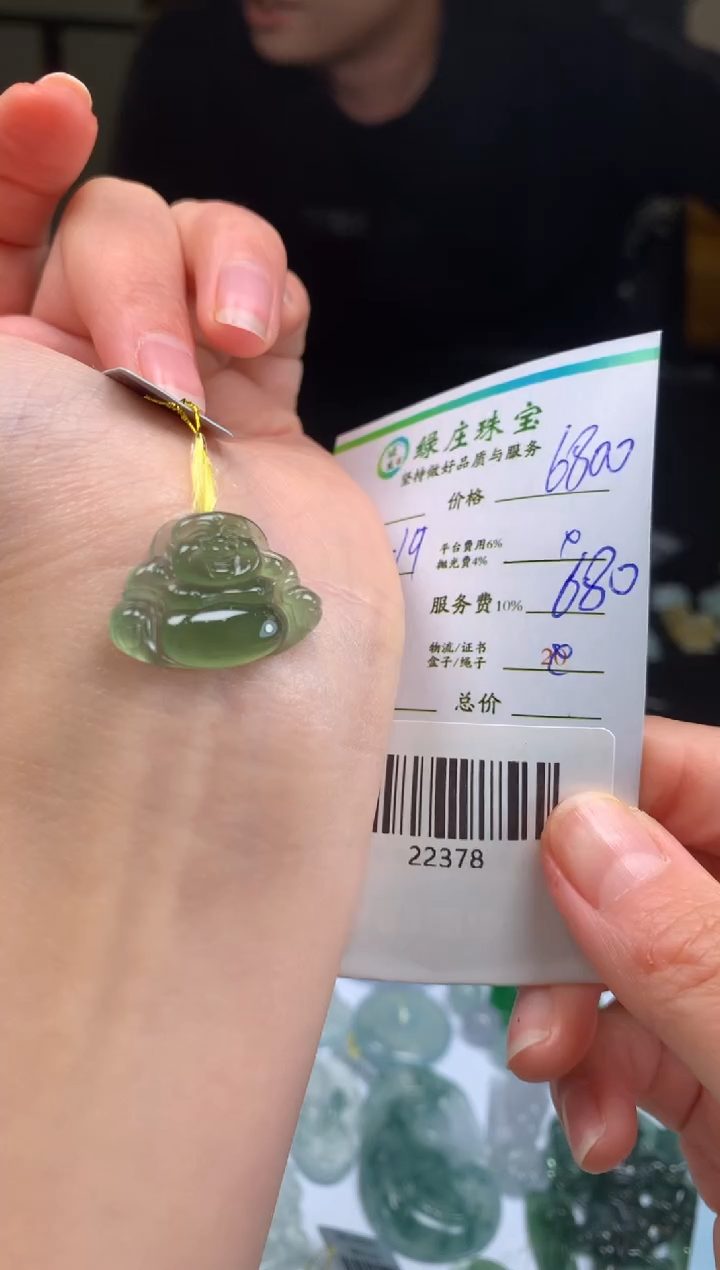 绿庄珠宝
坚持做好品质与服务
价格 6800
-19
平台费用6%
抛光费4%
服务费10% 680
物流/证书
盒子/绳子
总价
22378